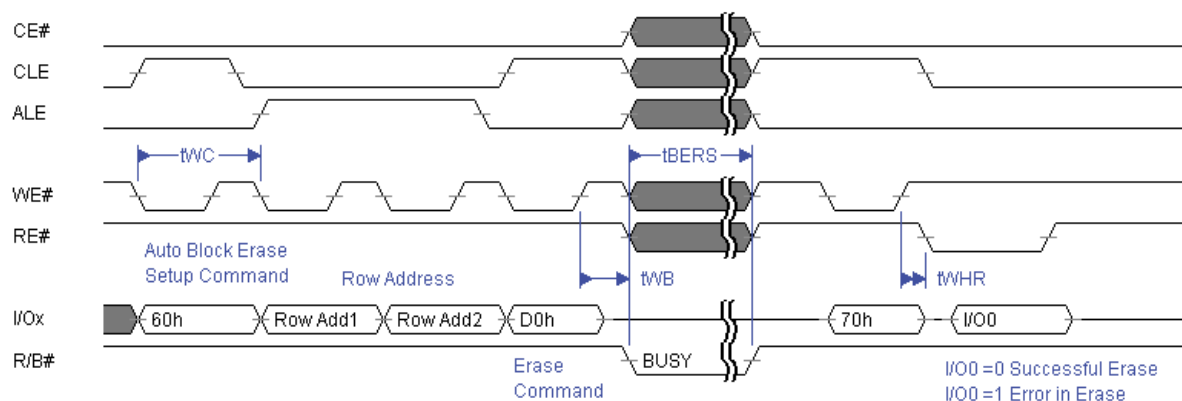 CE#
CLE
ALE
tWC
tBERS
WE#
RE#
Auto Block Erase
Setup Command
Row Address
tWB
tWHR
I/Ox
60h
Row Add1
Row Add2
D0h
70h
I/O0
R/B#
BUSY
Erase
Command
I/O0 =0 Successful Erase
I/O0 =1 Error in Erase